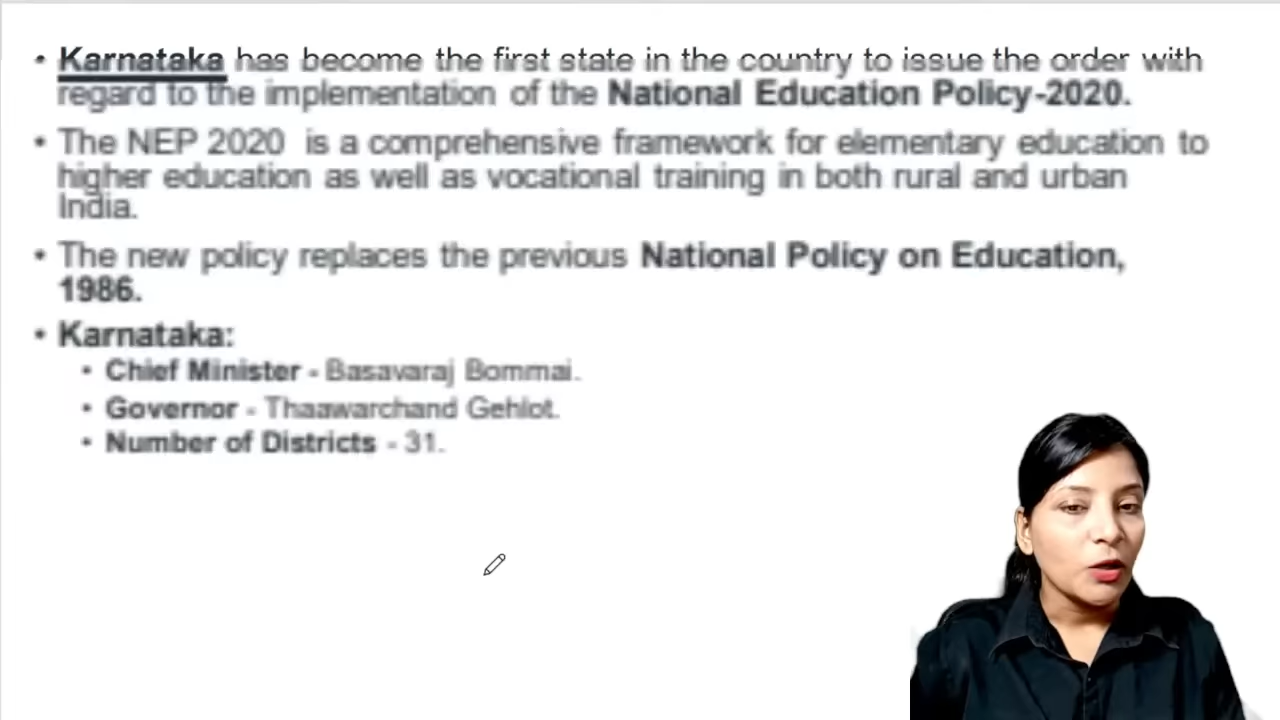 • Karnataka has become the first state in the country to issue the order with
regard to the implementation of the National Education Policy-2020.
• The NEP 2020 is a comprehensive framework for elementary education to
higher education as well as vocational training in both rural and urban
India.
• The new policy replaces the previous National Policy on Education,
1986.
• Karnataka:
• Chief Minister - Basavaraj Bommai.
• Governor - Thaawarchand Gehlot.
• Number of Districts - 31.